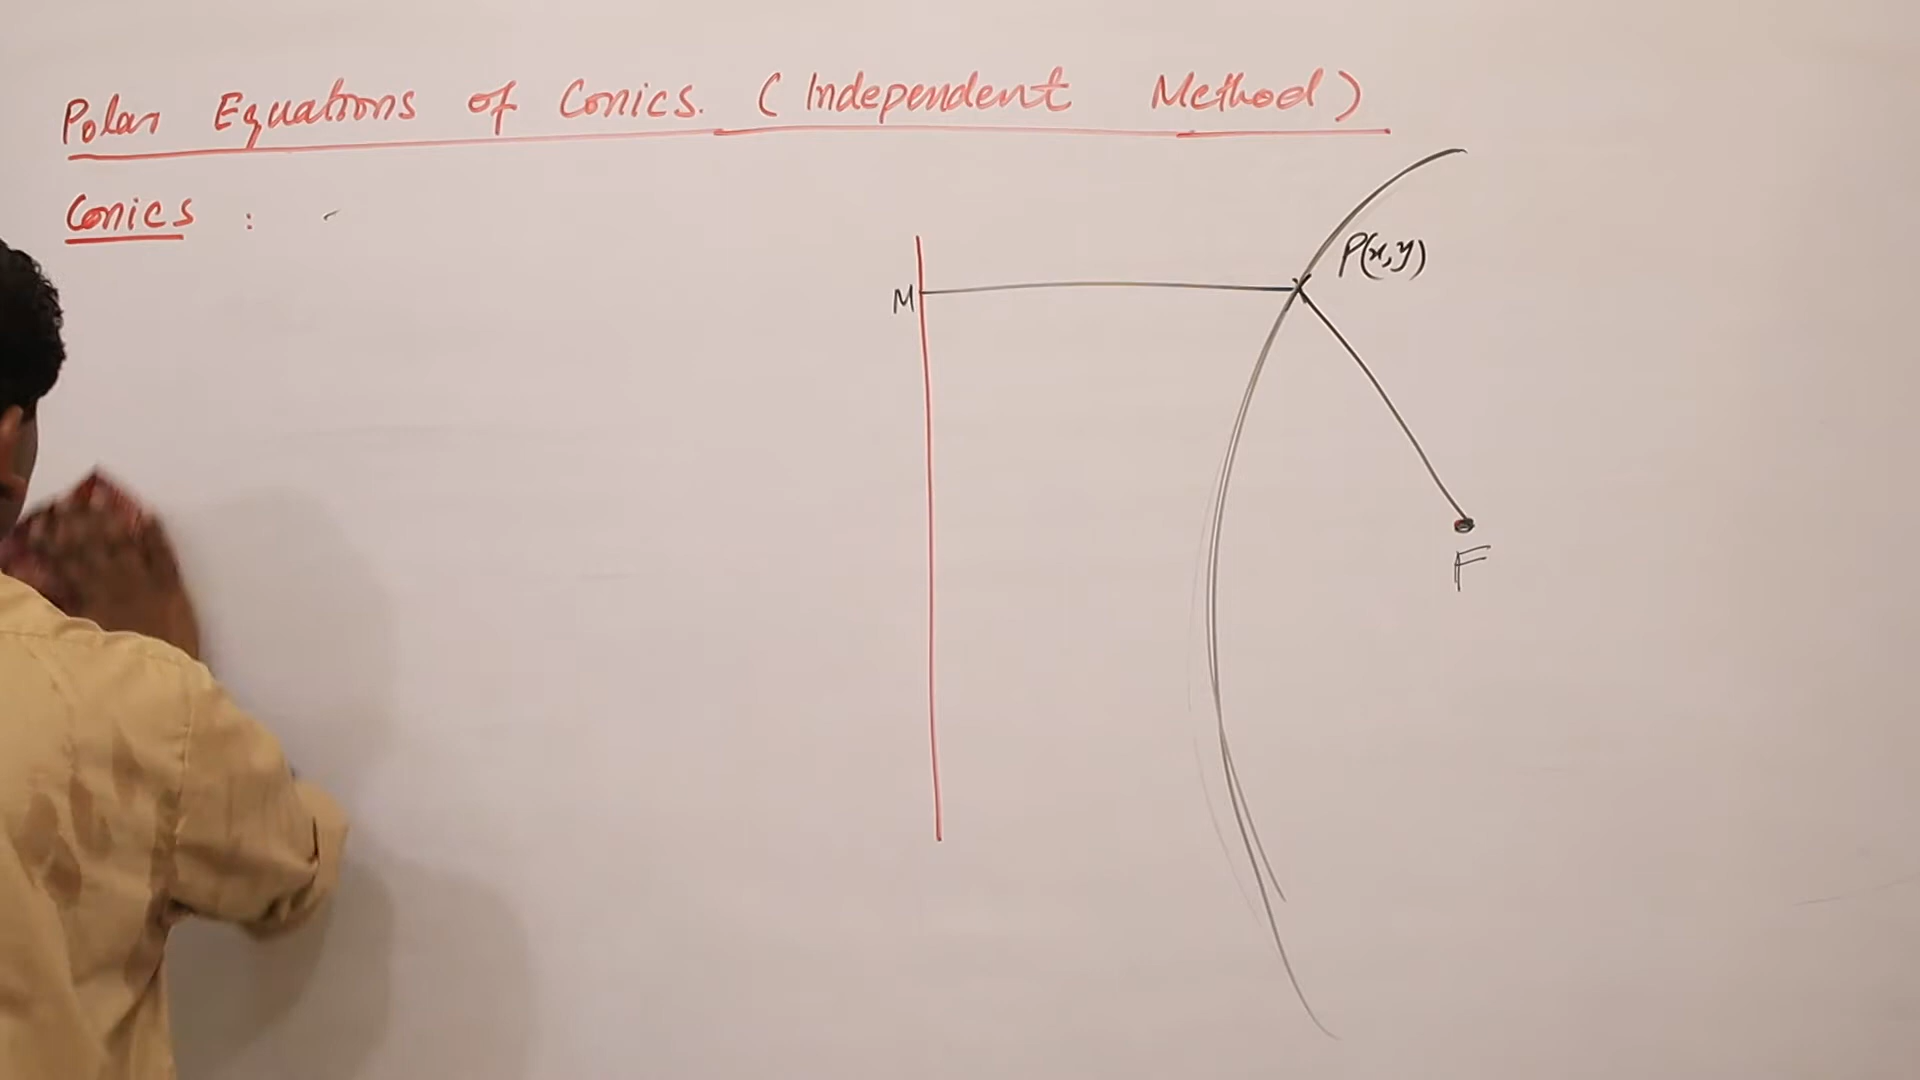 Polar Equations of Conics. (Independent Method)
Conics :
P(x,y)
M
F